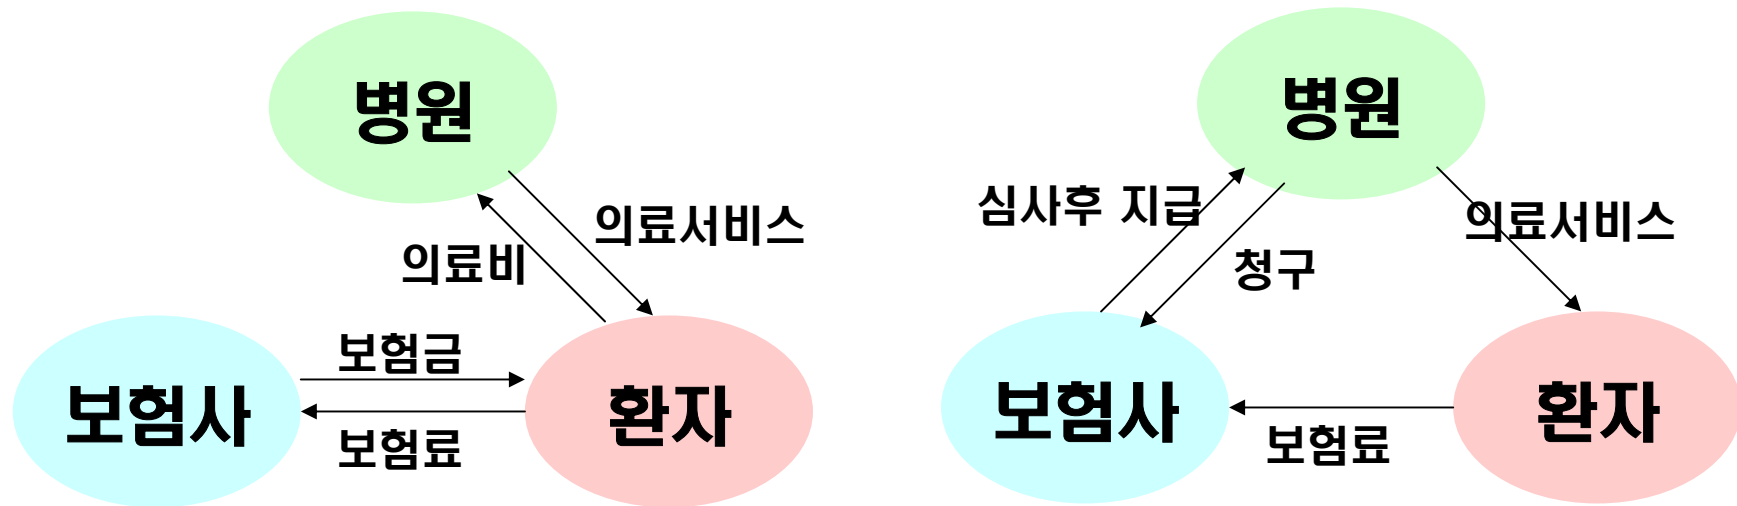 병원
의료서비스
의료비
보험금
보험사
환자
보험료
병원
심사후 지급
의료서비스
청구
보험사
환자
보험료